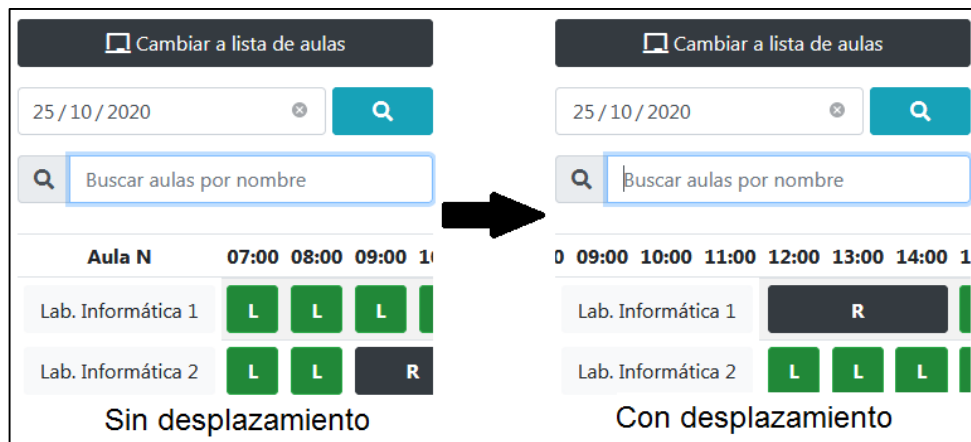 Cambiar a lista de aulas
25/10/2020
Buscar aulas por nombre
Aula N 07:00 08:00 09:00
Lab. Informática 1 L L L
Lab. Informática 2 L L R
Sin desplazamiento
Cambiar a lista de aulas
25/10/2020
Buscar aulas por nombre
09:00 10:00 11:00 12:00 13:00 14:00
Lab. Informática 1 R
Lab. Informática 2 L L L
Con desplazamiento